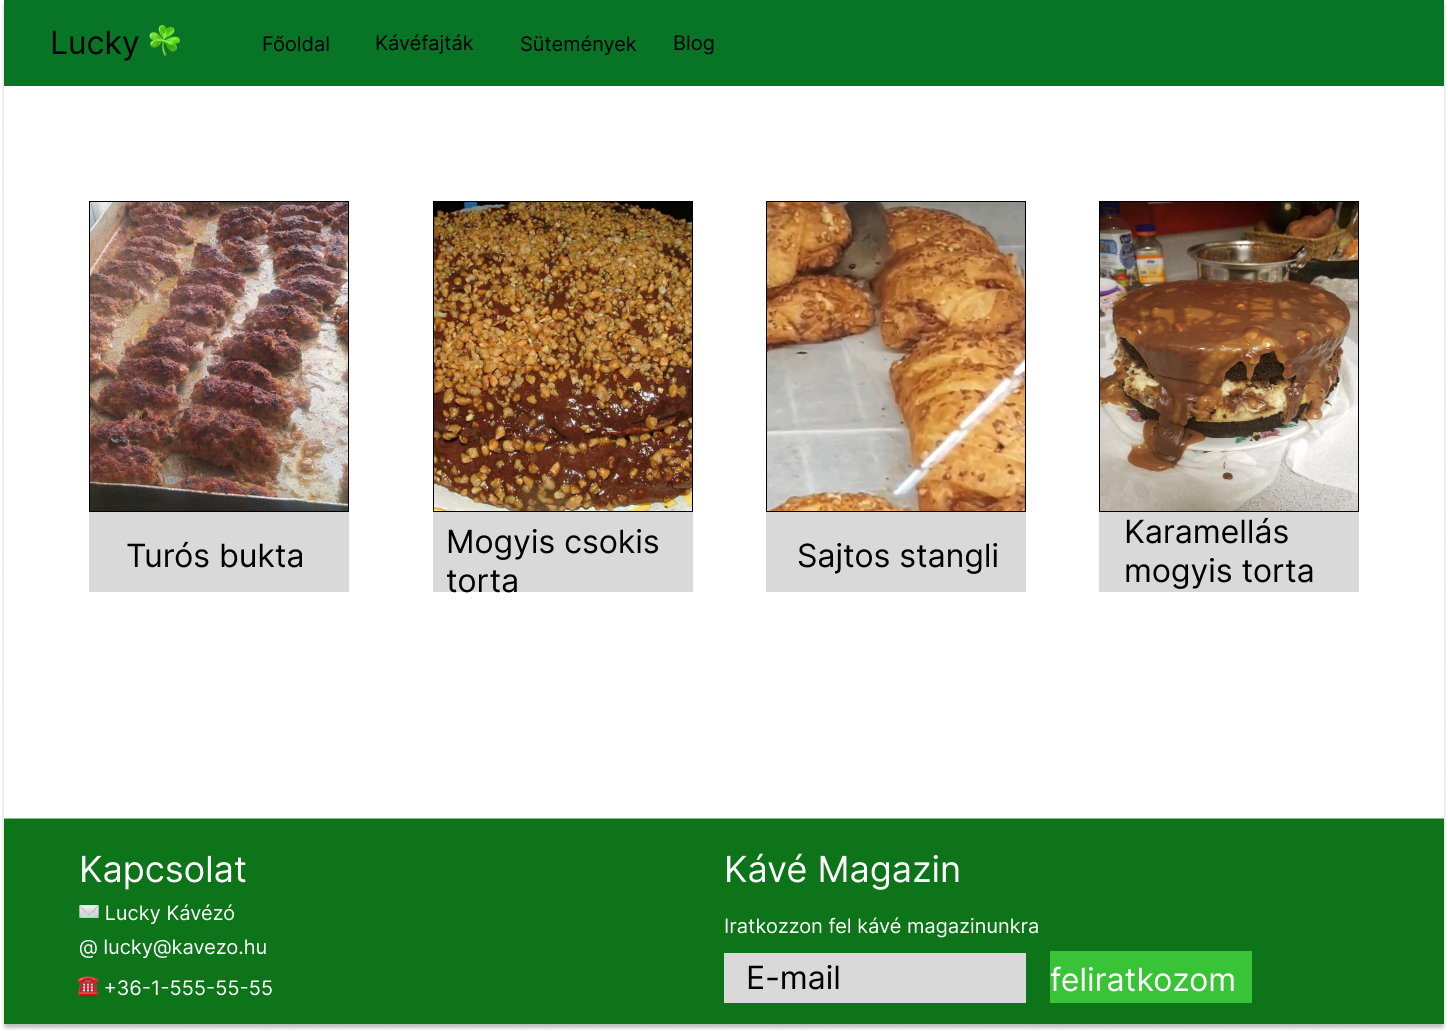 Lucky ☘️
Főoldal
Kávéfajták
Sütemények
Blog
Turós bukta
Mogyis csokis
torta
Sajtos stangli
Karamellás
mogyis torta
Kapcsolat
✉️ Lucky Kávézó
@ lucky@kavezo.hu
☎️ +36-1-555-55-55
Kávé Magazin
Iratkozzon fel kávé magazinunkra
E-mail
feliratkozom